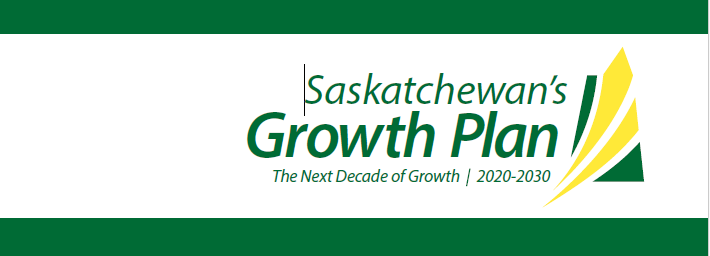 Saskatchewan's
Growth Plan
The Next Decade of Growth | 2020-2030